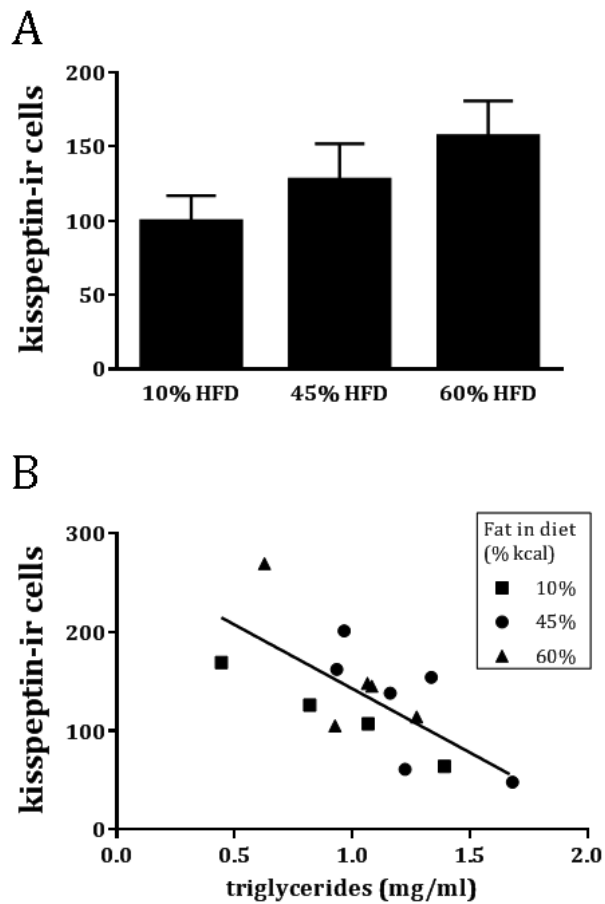 A
kisspeptin-ir cells
200
150
100
50
0
10% HFD 45% HFD 60% HFD
B
kisspeptin-ir cells
300
200
100
0
0.0 0.5 1.0 1.5 2.0
triglycerides (mg/ml)
Fat in diet
(% kcal)
10%
45%
60%